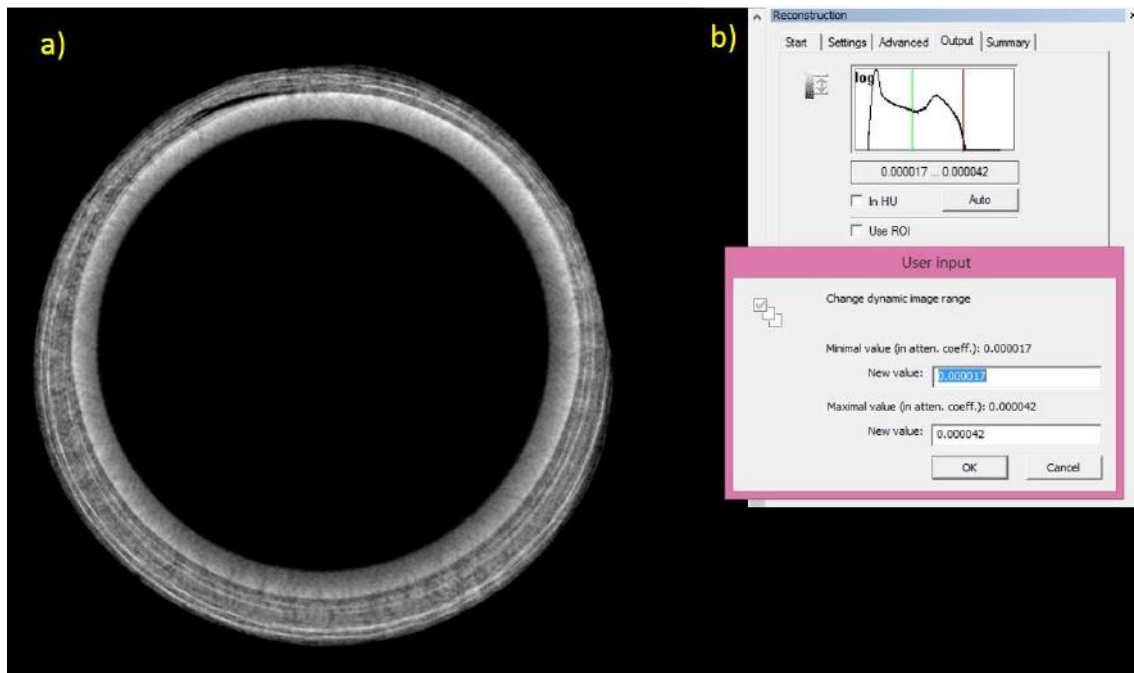 a)
b)
Reconstruction
Start Settings Advanced Output Summary
log
0.000017 ... 0.000042
In HU
Auto
Use ROI
User input
Change dynamic image range
Minimal value (in atten. coeff.): 0.000017
New value: 0.000017
Maximal value (in atten. coeff.): 0.000042
New value: 0.000042
OK Cancel